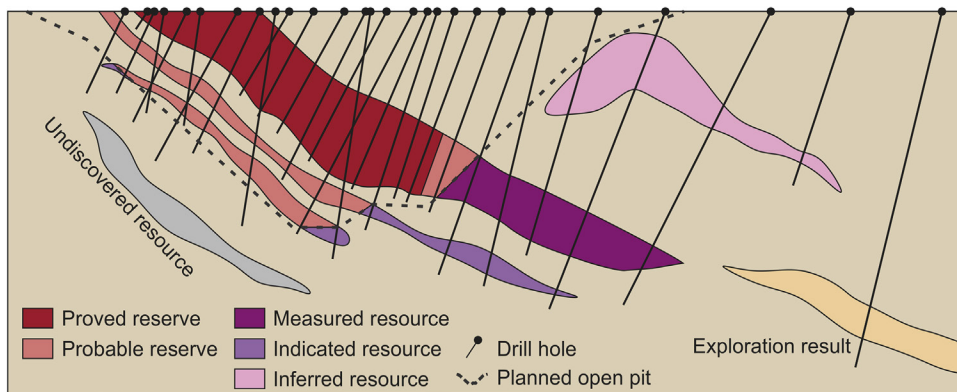 Undiscovered resource
Proved reserve
Probable reserve
Measured resource
Indicated resource
Inferred resource
Drill hole
Planned open pit
Exploration result